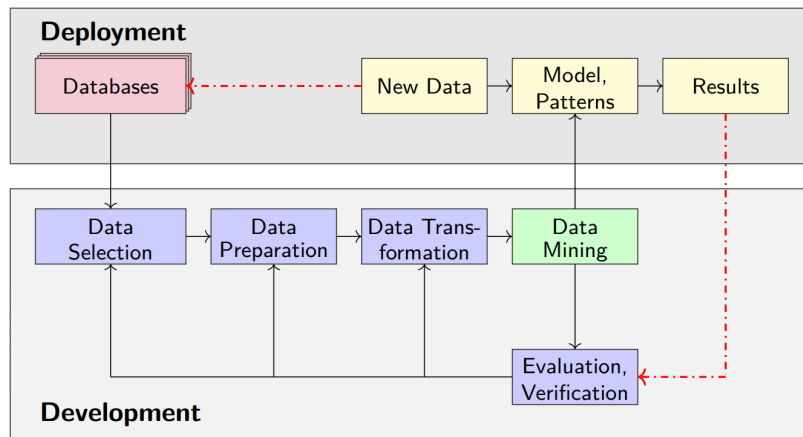 Deployment
Databases
New Data
Model,
Patterns
Results
Data
Selection
Data
Preparation
Data Trans-
formation
Data
Mining
Evaluation,
Verification
Development